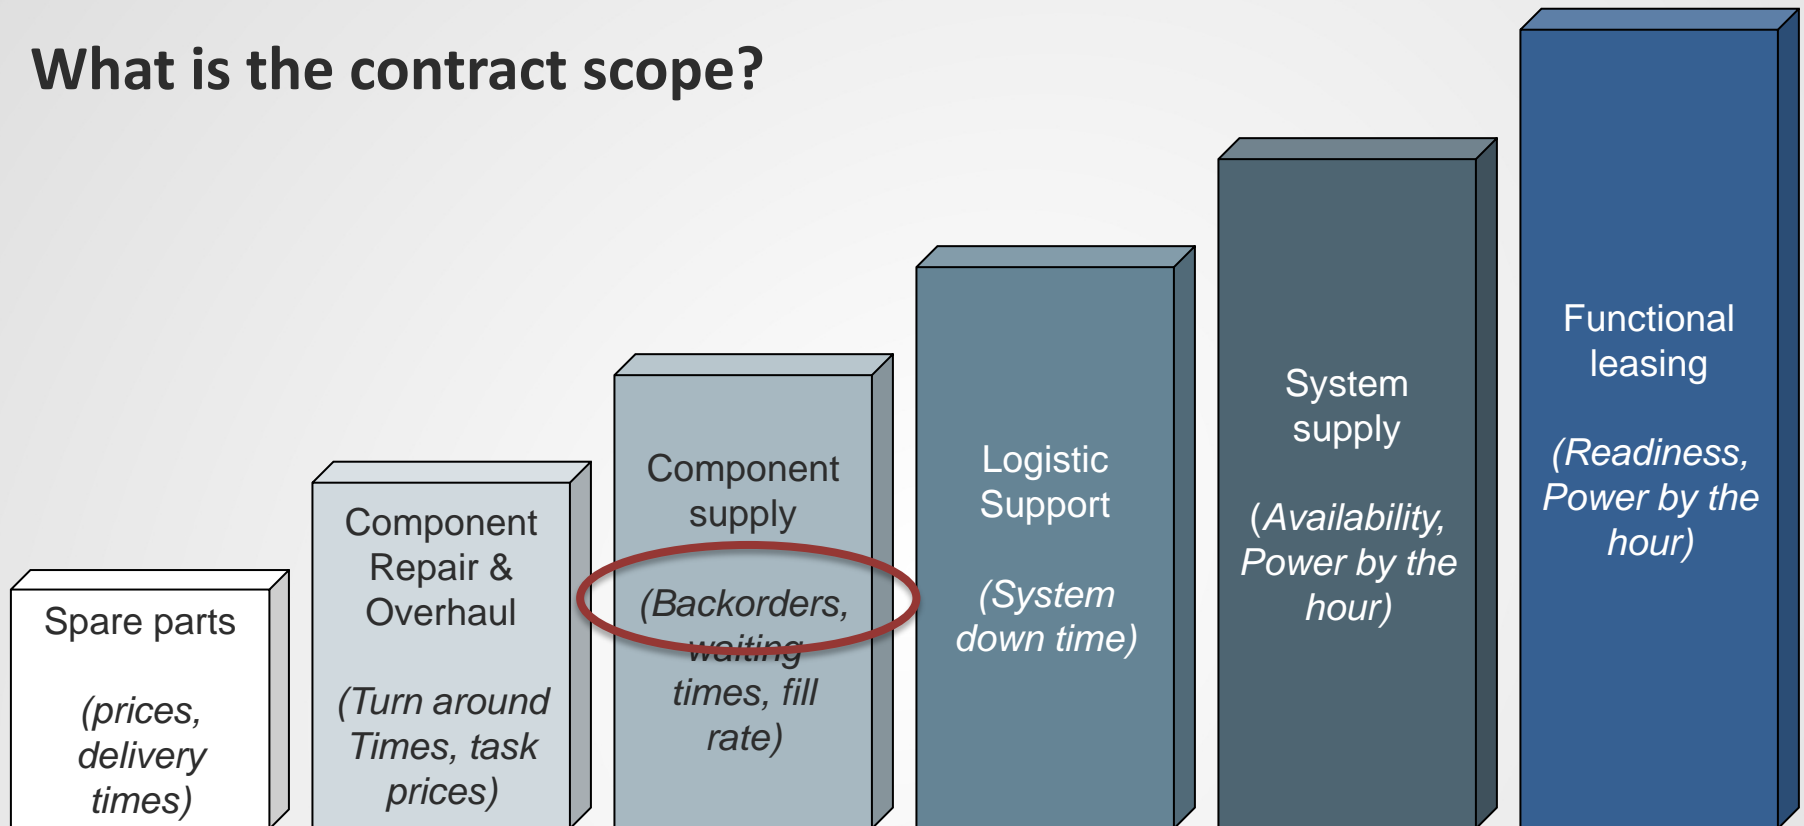 What is the contract scope?
Spare parts
(prices,
delivery
times)
Component
Repair &
Overhaul
(Turn around
Times, task
prices)
Component
supply
(Backorders,
waiting
times, fill
rate)
Logistic
Support
(System
down time)
System
supply
(Availability,
Power by the
hour)
Functional
leasing
(Readiness,
Power by the
hour)